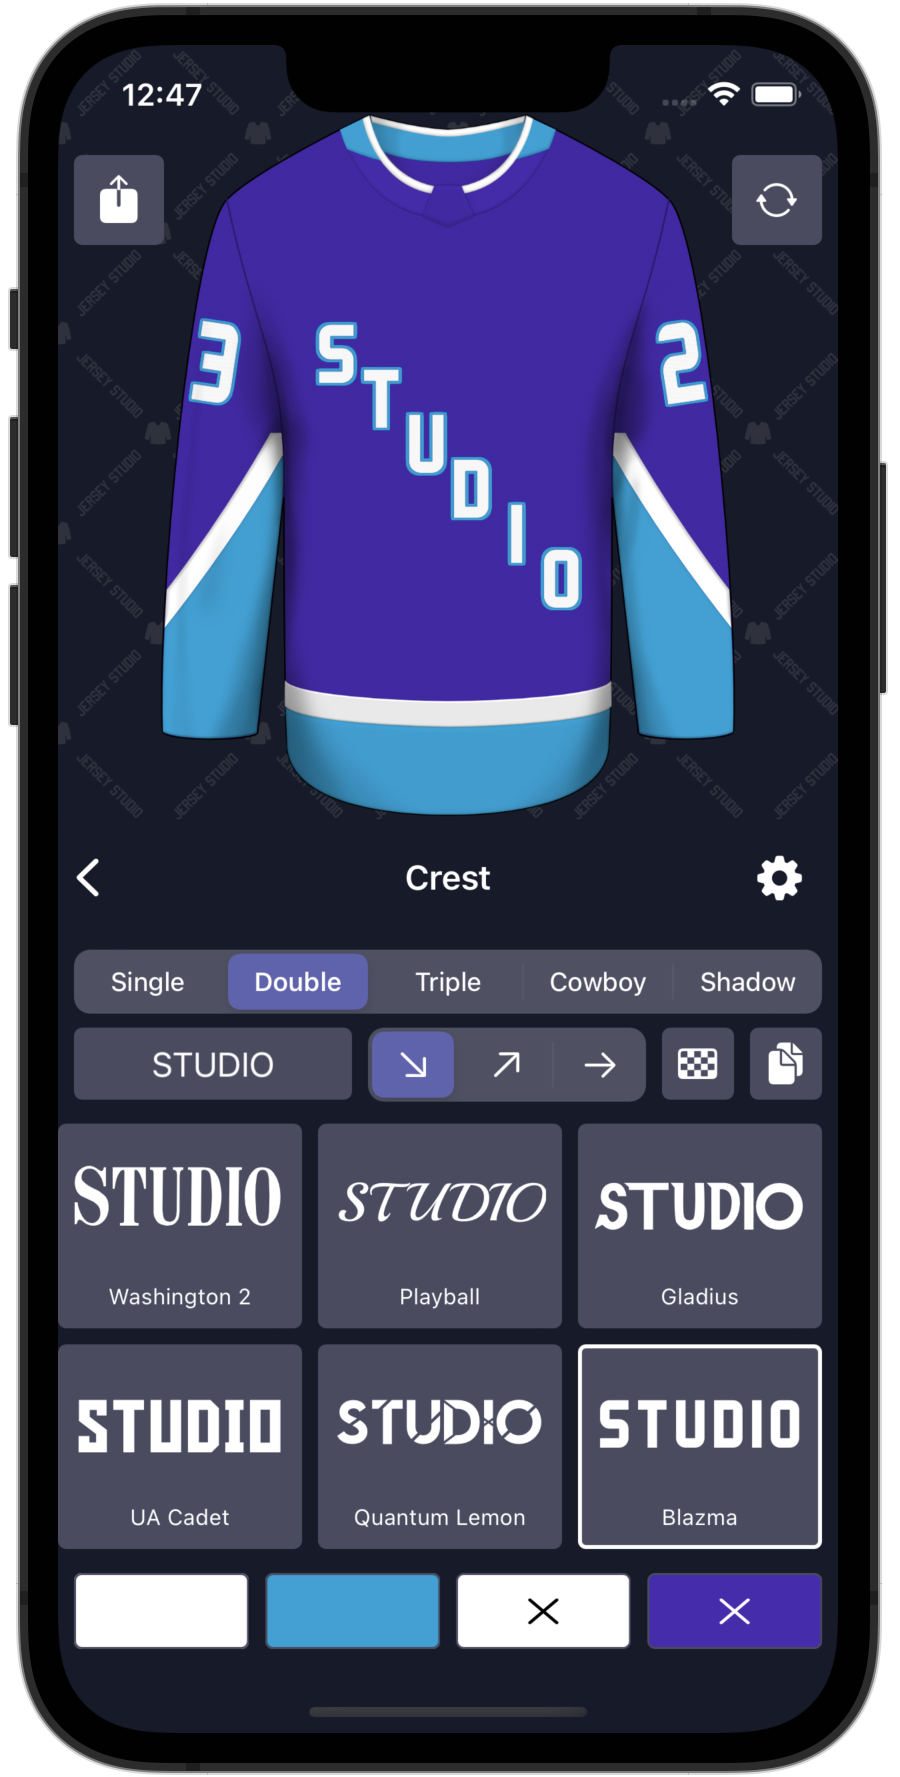 12:47
3
2
S
T
U
D
I
O
JERSEY STUDIO
Crest
Single Double Triple Cowboy Shadow
STUDIO
STUDIO STUDIO STUDIO
Washington 2 Playball Gladius
STUDIO STUDIO STUDIO
UA Cadet Quantum Lemon Blazma